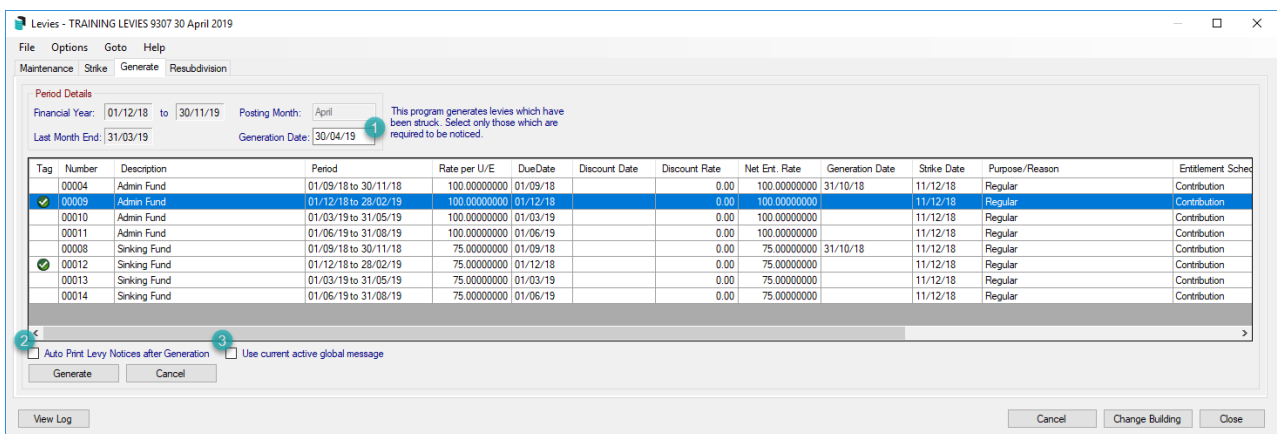 Levies - TRAINING LEVIES 9307 30 April 2019
File Options Goto Help
Maintenance Strike Generate Resubdivision
Period Details
Financial Year: 01/12/18 to 30/11/19 Posting Month: April
Last Month End: 31/03/19 Generation Date: 30/04/19 1
This program generates levies which have
been struck. Select only those which are
required to be noticed.
Tag Number Description Period Rate per U/E DueDate Discount Date Discount Rate Net Ent. Rate Generation Date Strike Date Purpose/Reason Entitlement Sched
00004 Admin Fund 01/09/18 to 30/11/18 100.00000000 01/09/18 0.00 100.00000000 31/10/18 11/12/18 Regular Contribution
00009 Admin Fund 01/12/18 to 28/02/19 100.00000000 01/12/18 0.00 100.00000000 11/12/18 Regular Contribution
00010 Admin Fund 01/03/19 to 31/05/19 100.00000000 01/03/19 0.00 100.00000000 11/12/18 Regular Contribution
00011 Admin Fund 01/06/19 to 31/08/19 100.00000000 01/06/19 0.00 100.00000000 11/12/18 Regular Contribution
00008 Sinking Fund 01/09/18 to 30/11/18 75.00000000 01/09/18 0.00 75.00000000 31/10/18 11/12/18 Regular Contribution
00012 Sinking Fund 01/12/18 to 28/02/19 75.00000000 01/12/18 0.00 75.00000000 11/12/18 Regular Contribution
00013 Sinking Fund 01/03/19 to 31/05/19 75.00000000 01/03/19 0.00 75.00000000 11/12/18 Regular Contribution
00014 Sinking Fund 01/06/19 to 31/08/19 75.00000000 01/06/19 0.00 75.00000000 11/12/18 Regular Contribution
2 Auto Print Levy Notices after Generation 3 Use current active global message
Generate Cancel
View Log Cancel Change Building Close